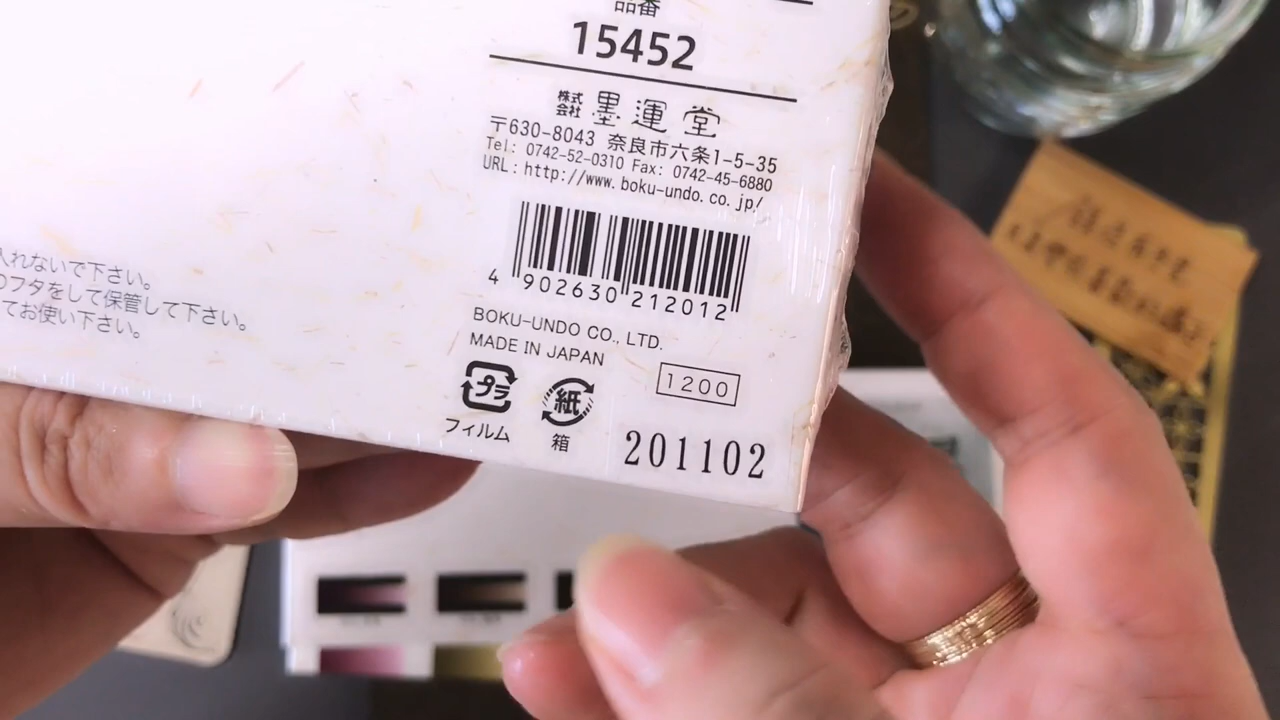 品番
15452
株式会社 墨運堂
〒630-8043 奈良市六条1-5-35
Tel: 0742-52-0310 Fax: 0742-45-6880
URL:http://www.boku-undo.co.jp/
4 902630 212012
BOKU-UNDO CO., LTD.
MADE IN JAPAN
1200
プラ
フィルム
紙
箱
201102
入れないで下さい。
のフタをして保管して下さい。
てお使い下さい。